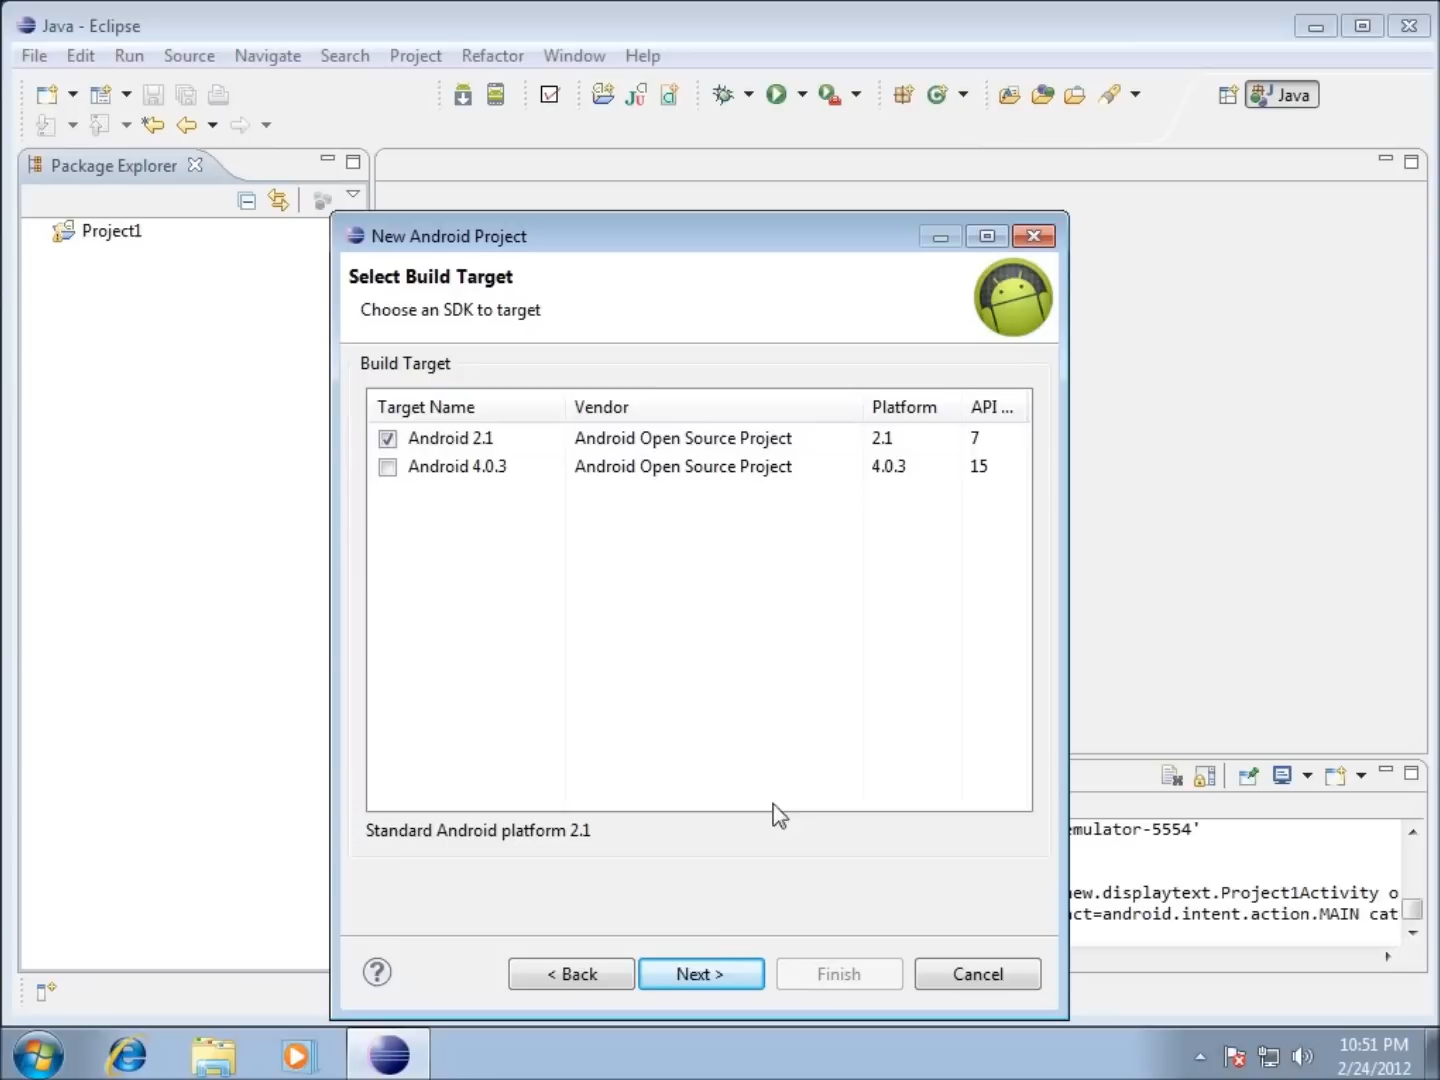 Java - Eclipse
File Edit Run Source Navigate Search Project Refactor Window Help
Java
Package Explorer
Project1
New Android Project
Select Build Target
Choose an SDK to target
Build Target
Target Name Vendor Platform API ...
Android 2.1 Android Open Source Project 2.1 7
Android 4.0.3 Android Open Source Project 4.0.3 15
Standard Android platform 2.1
emulator-5554'
new.displaytext.Project1Activity o
act=android.intent.action.MAIN cat
? < Back Next > Finish Cancel
10:51 PM
2/24/2012